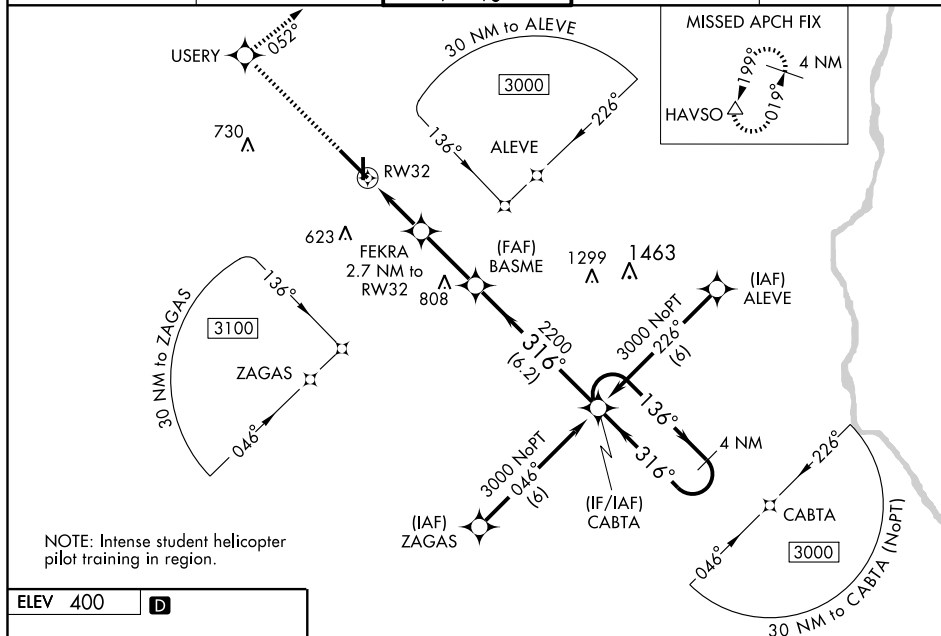 MISSED APCH FIX
4 NM
199°
019°
HAVSO
USERY
052°
30 NM to ALEVE
3000
136°
226°
ALEVE
730
RW32
623
FEKRA
2.7 NM to
RW32
808
(FAF)
BASME
1299
1463
(IAF)
ALEVE
3000 NoPT
226°
(6)
2200
316°
(6.2)
30 NM to ZAGAS
136°
3100
ZAGAS
046°
136°
4 NM
316°
3000 NoPT
046°
(6)
(IAF)
ZAGAS
(IF/IAF)
CABTA
226°
CABTA
046°
3000
30 NM to CABTA (NoPT)
NOTE: Intense student helicopter
pilot training in region.
ELEV 400 D